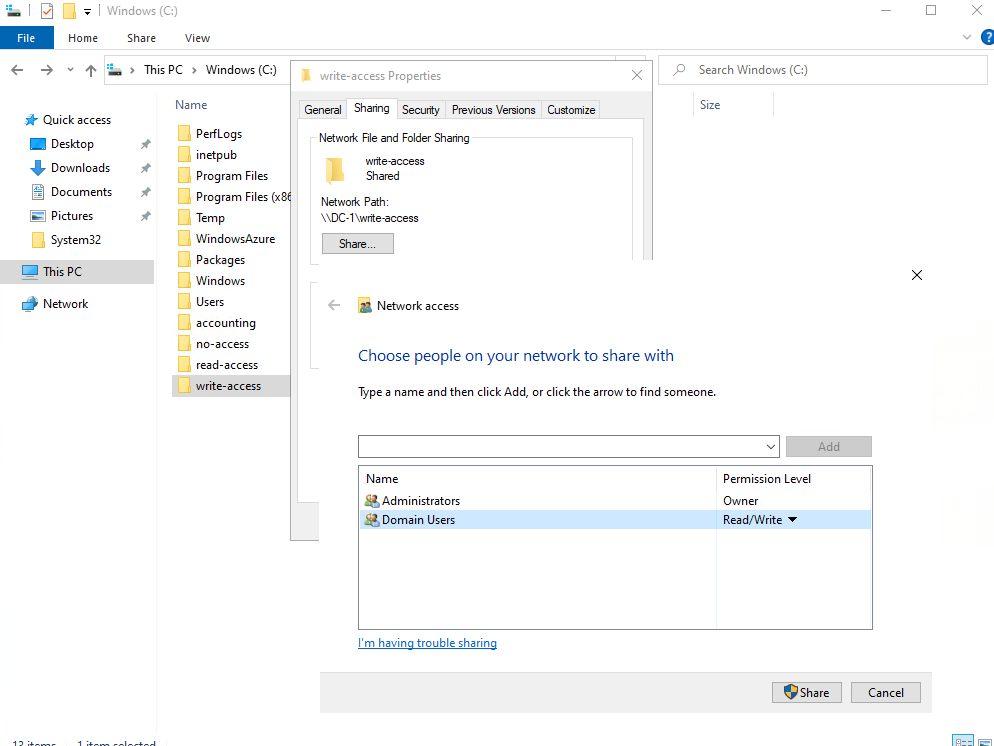 Windows (C:)
File Home Share View
This PC Windows (C:)
Search Windows (C:)
Quick access
Desktop
Downloads
Documents
Pictures
System32
This PC
Network
Name
PerfLogs
inetpub
Program Files
Program Files (x86
Temp
WindowsAzure
Packages
Windows
Users
accounting
no-access
read-access
write-access
Size
write-access Properties
General Sharing Security Previous Versions Customize
Network File and Folder Sharing
write-access
Shared
Network Path:
\\DC-1\write-access
Share...
Network access
Choose people on your network to share with
Type a name and then click Add, or click the arrow to find someone.
Add
Name Permission Level
Administrators Owner
Domain Users Read/Write
I'm having trouble sharing
Share Cancel
13 items 1 item selected